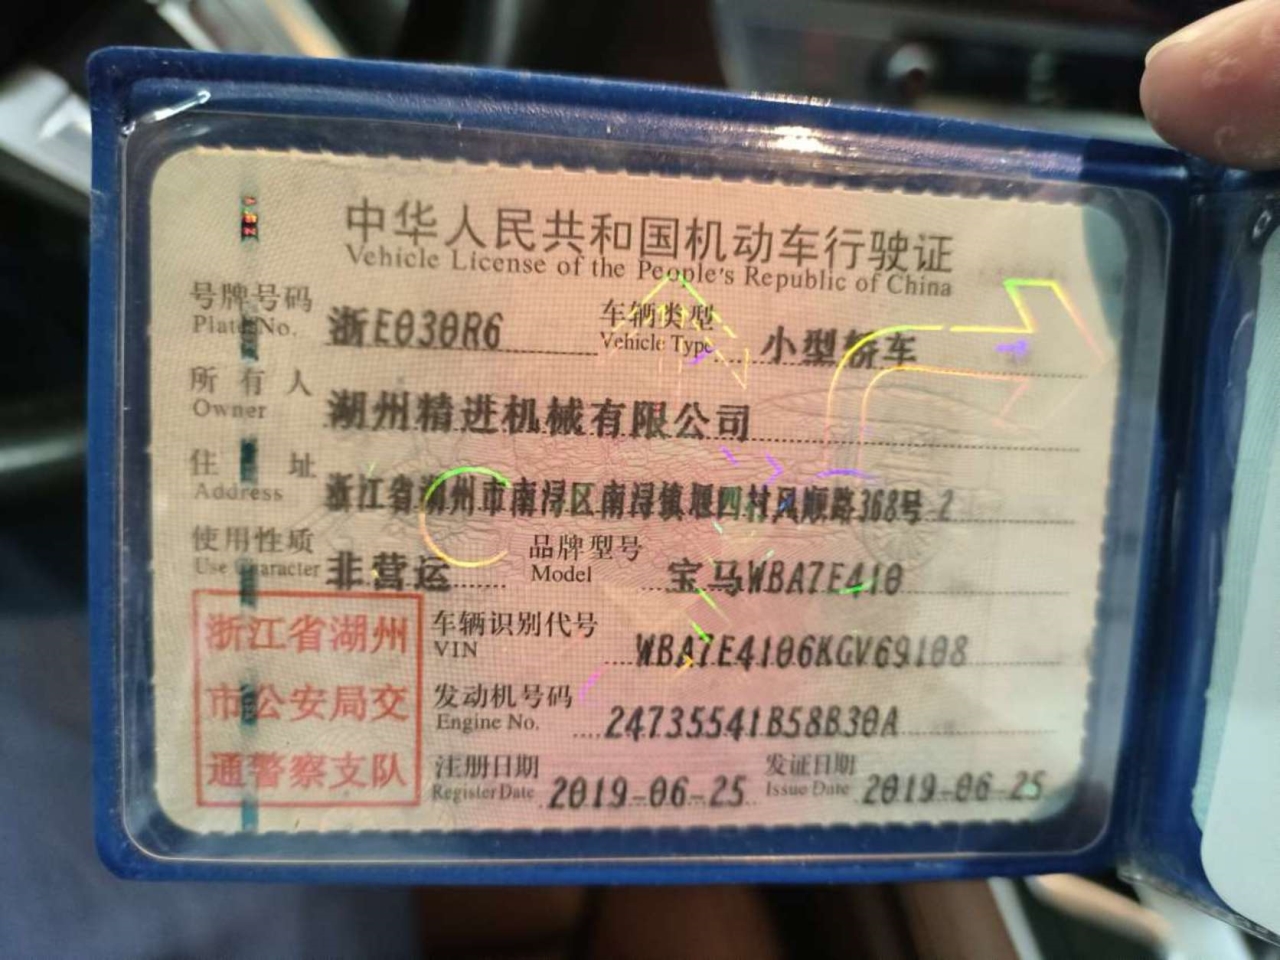 中华人民共和国机动车行驶证
Vehicle License of the People's Republic of China
号牌号码 浙E030R6 车辆类型 小型轿车
Plate No. Vehicle Type
所有人 湖州精进机械有限公司
Owner
住址 浙江省湖州市南浔区南浔镇堰四村风顺路368号-2
Address
使用性质 非营运 品牌型号 宝马WBA7E410
Use Character Model
浙江省湖州
市公安局交
通警察支队
车辆识别代号 WBA7E4106KGV69108
VIN
发动机号码 24735541B58B30A
Engine No.
注册日期 2019-06-25 发证日期 2019-06-25
Register Date Issue Date